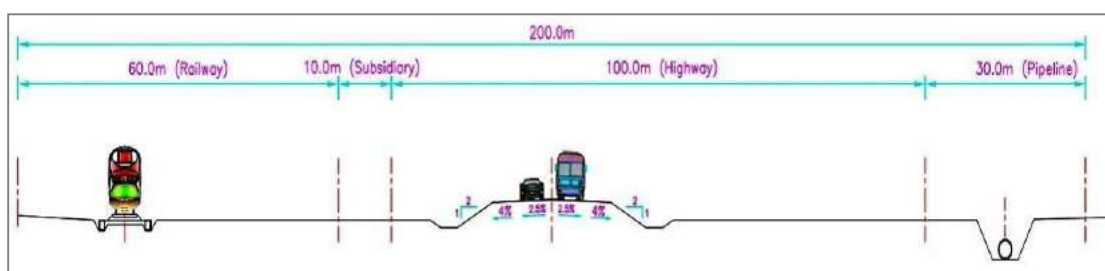 200.0m
60.0m (Railway)
10.0m (Subsidiary)
100.0m (Highway)
30.0m (Pipeline)
2
1
4%
2.5%
2.5%
4%
2
1